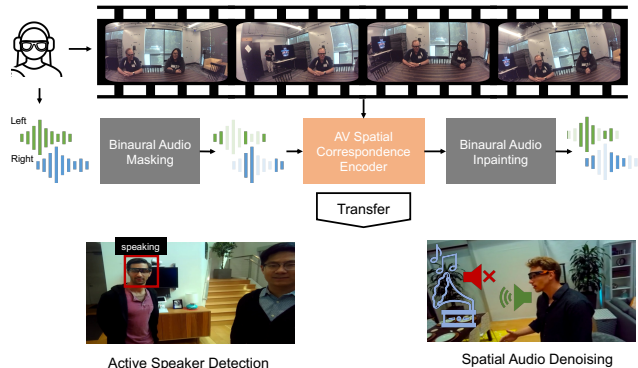 Left
Right
Binaural Audio
Masking
AV Spatial
Correspondence
Encoder
Binaural Audio
Inpainting
Transfer
speaking
Active Speaker Detection
Spatial Audio Denoising